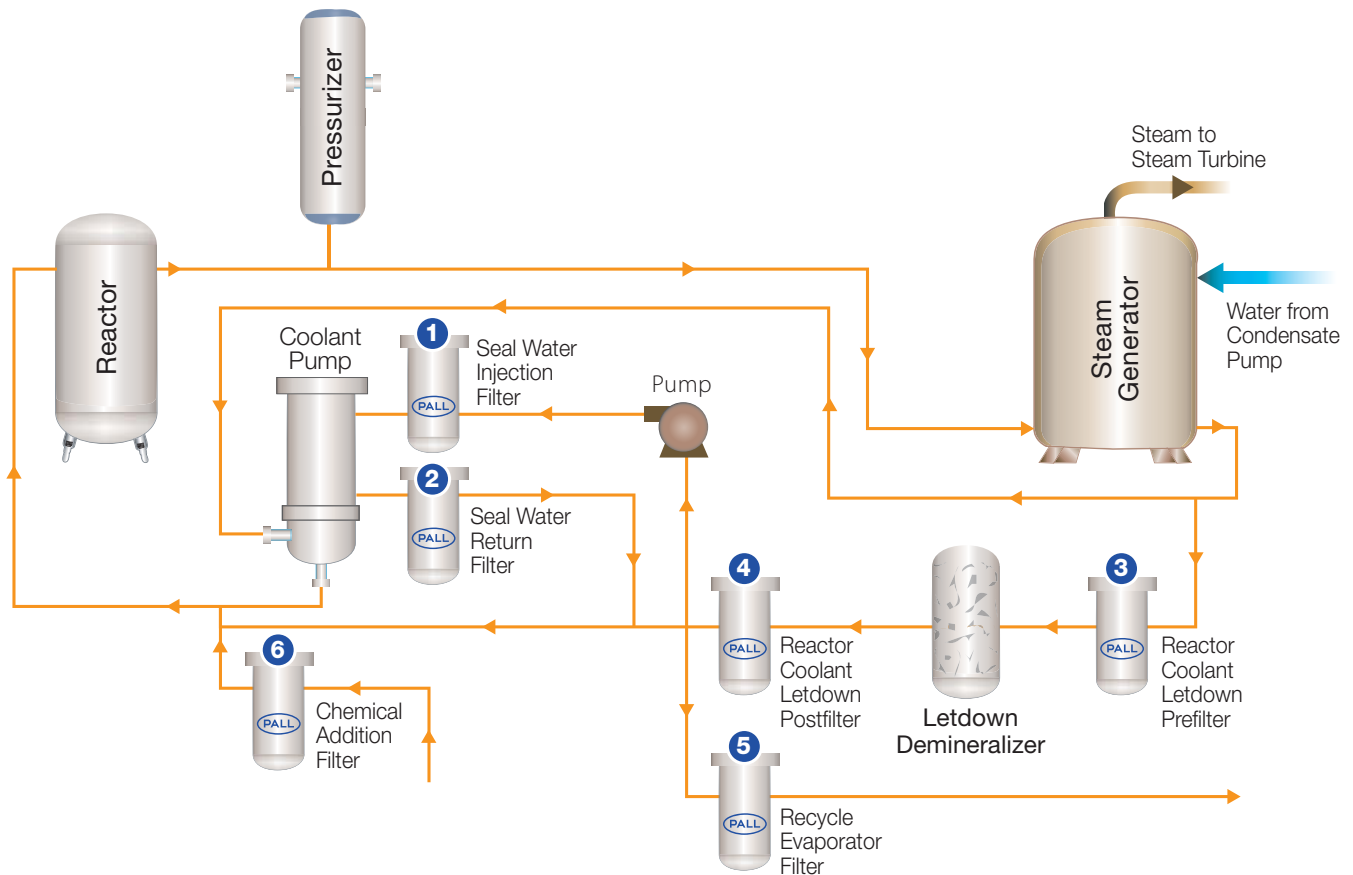 Pressurizer
Steam to
Steam Turbine
Reactor
Steam
Generator
Water from
Condensate
Pump
Coolant
Pump
1
Seal Water
Injection
Filter
PALL
Pump
2
Seal Water
Return
Filter
PALL
4
Reactor
Coolant
Letdown
Postfilter
PALL
Letdown
Demineralizer
3
Reactor
Coolant
Letdown
Prefilter
PALL
6
Chemical
Addition
Filter
PALL
5
Recycle
Evaporator
Filter
PALL